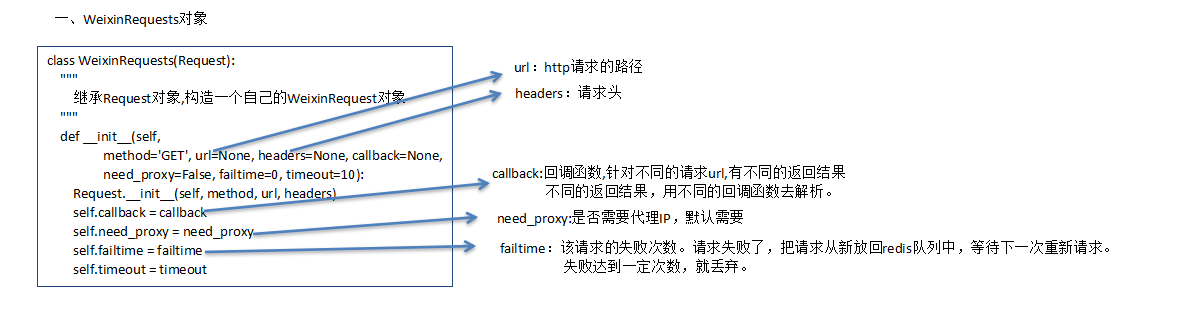 一、WeixinRequests对象
class WeixinRequests(Request):
"""
继承Request对象,构造一个自己的WeixinRequest对象
"""
def __init__(self,
method='GET', url=None, headers=None, callback=None,
need_proxy=False, failtime=0, timeout=10):
Request.__init__(self, method, url, headers)
self.callback = callback
self.need_proxy = need_proxy
self.failtime = failtime
self.timeout = timeout
url：http请求的路径
headers：请求头
callback:回调函数,针对不同的请求url,有不同的返回结果
不同的返回结果，用不同的回调函数去解析。
need_proxy:是否需要代理IP，默认需要
failtime：该请求的失败次数。请求失败了，把请求从新放回redis队列中，等待下一次重新请求。
失败达到一定次数，就丢弃。